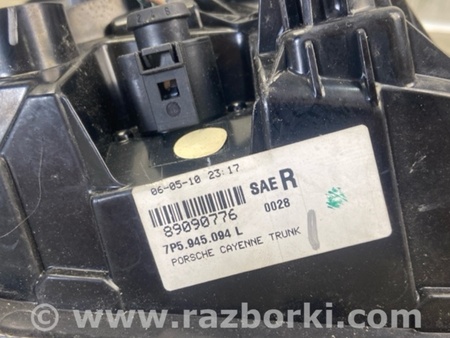 06-05-10 23:17
SAE R
89090776
0028
7P5.945.094 L
PORSCHE CAYENNE TRUNK
www.razborki.com